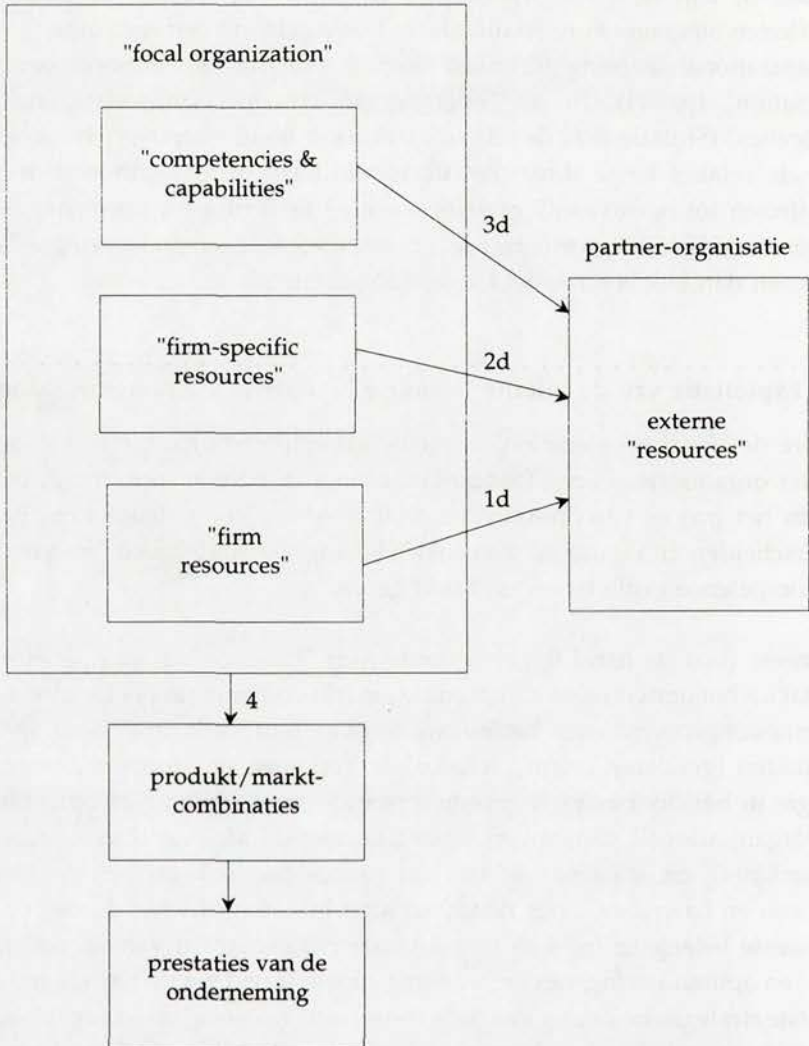 "focal organization"
"competencies &
capabilities"
3d
partner-organisatie
"firm-specific
resources"
2d
externe
"resources"
1d
"firm
resources"
4
produkt/markt-
combinaties
prestaties van de
onderneming